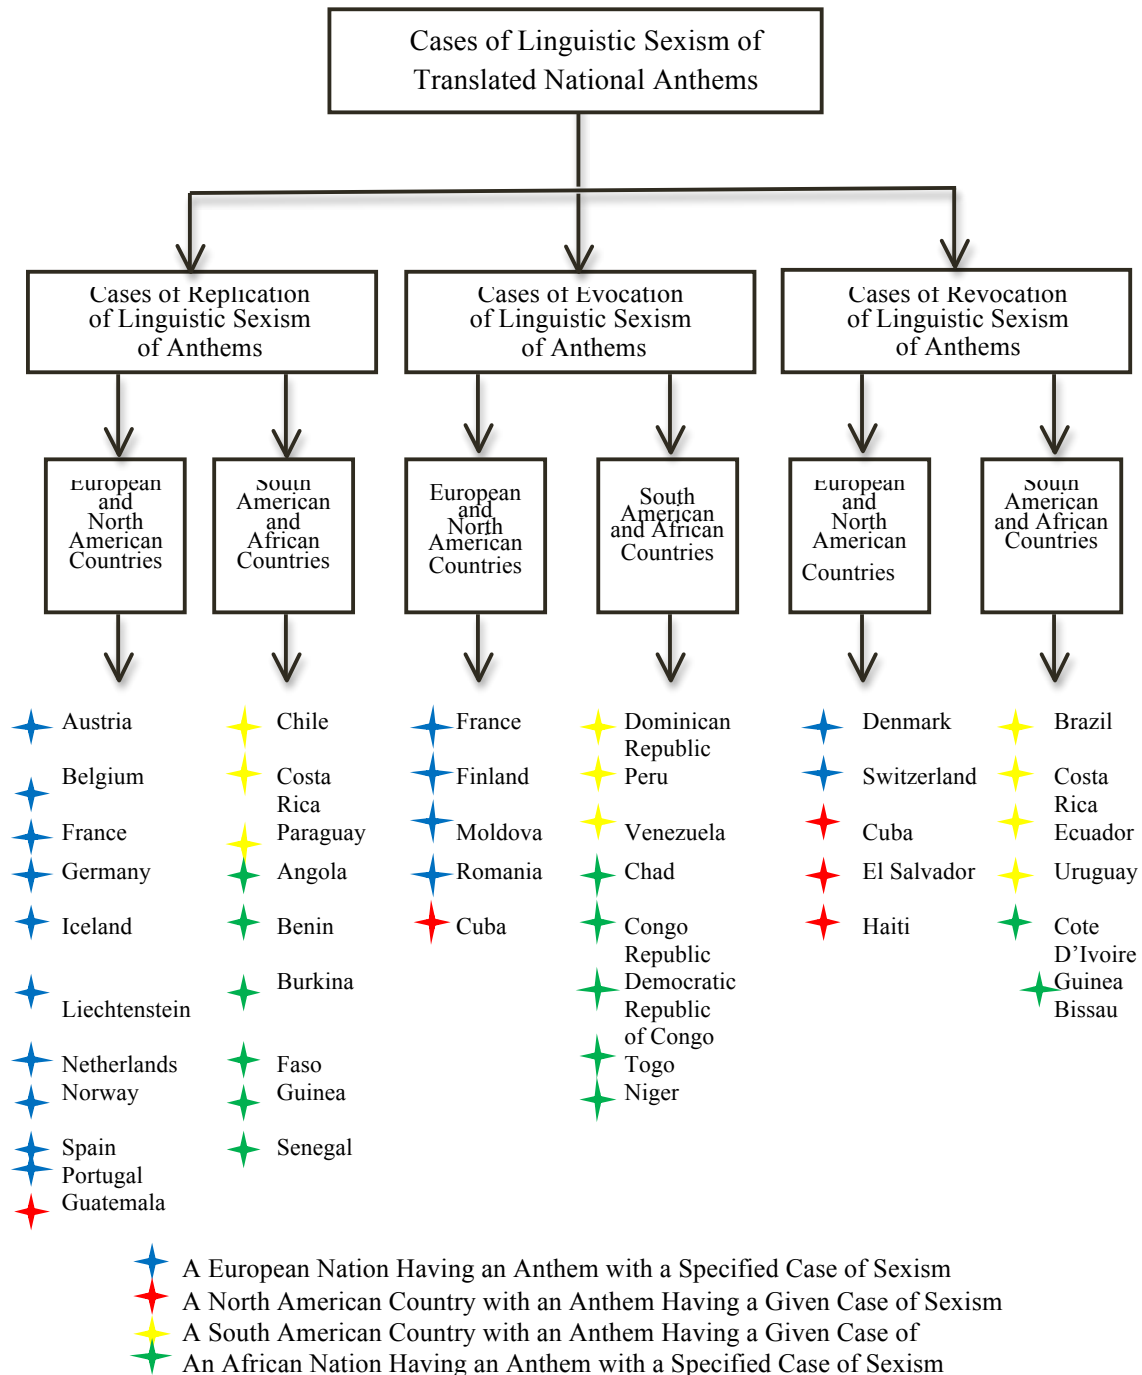 Cases of Linguistic Sexism of
Translated National Anthems
Cases of Replication
of Linguistic Sexism
of Anthems
Cases of Evocation
of Linguistic Sexism
of Anthems
Cases of Revocation
of Linguistic Sexism
of Anthems
European
and
North
American
Countries
South
American
and
African
Countries
European
and
North
American
Countries
South
American
and African
Countries
European
and
North
American
Countries
South
American
and African
Countries
Austria
Belgium
France
Germany
Iceland
Liechtenstein
Netherlands
Norway
Spain
Portugal
Guatemala
Chile
Costa
Rica
Paraguay
Angola
Benin
Burkina
Faso
Guinea
Senegal
France
Finland
Moldova
Romania
Cuba
Dominican
Republic
Peru
Venezuela
Chad
Congo
Republic
Democratic
Republic
of Congo
Togo
Niger
Denmark
Switzerland
Cuba
El Salvador
Haiti
Brazil
Costa
Rica
Ecuador
Uruguay
Cote
D’Ivoire
Guinea
Bissau
A European Nation Having an Anthem with a Specified Case of Sexism
A North American Country with an Anthem Having a Given Case of Sexism
A South American Country with an Anthem Having a Given Case of
An African Nation Having an Anthem with a Specified Case of Sexism